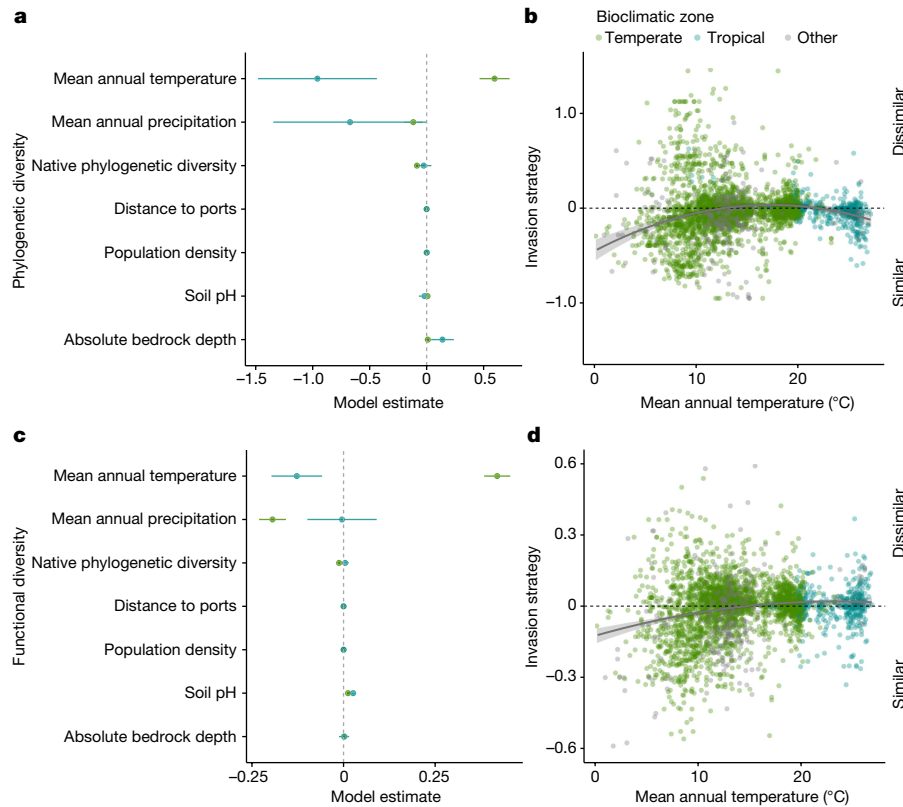 a
Phylogenetic diversity
Mean annual temperature
Mean annual precipitation
Native phylogenetic diversity
Distance to ports
Population density
Soil pH
Absolute bedrock depth
−1.5 −1.0 −0.5 0 0.5
Model estimate
b
Bioclimatic zone
Temperate Tropical Other
Invasion strategy
1.0
0
−1.0
Dissimilar
Similar
0 10 20
Mean annual temperature (°C)
c
Functional diversity
Mean annual temperature
Mean annual precipitation
Native phylogenetic diversity
Distance to ports
Population density
Soil pH
Absolute bedrock depth
−0.25 0 0.25
Model estimate
d
Invasion strategy
0.6
0.3
0
−0.3
−0.6
Dissimilar
Similar
0 10 20
Mean annual temperature (°C)